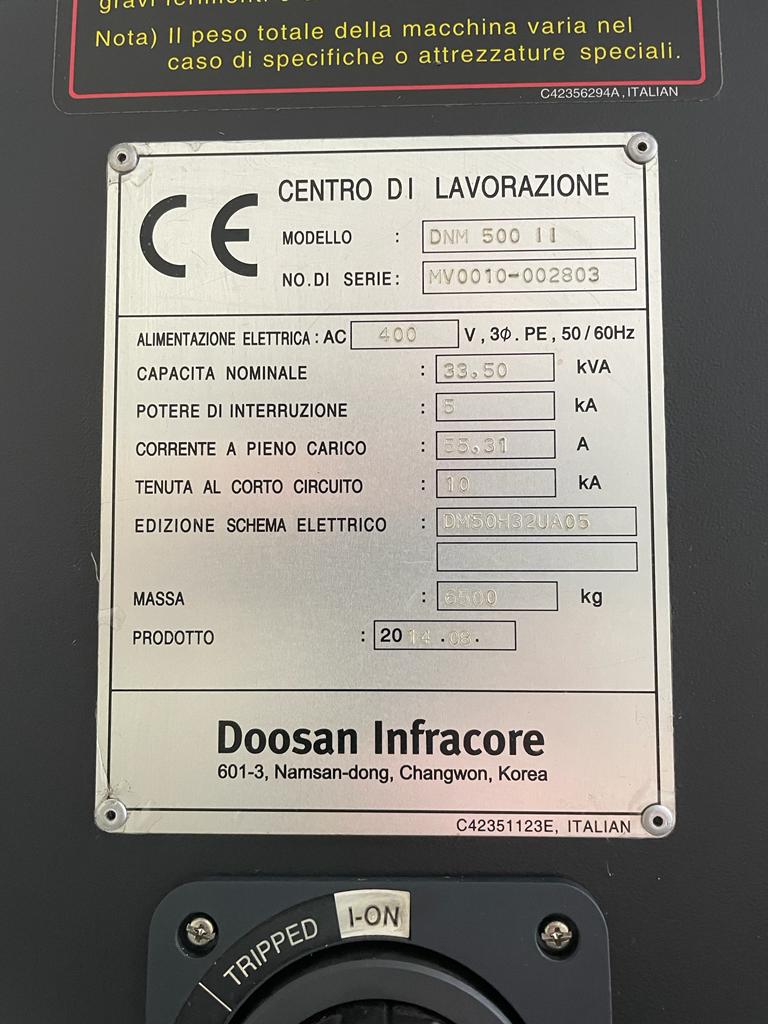 gravi ferimenti o
Nota) Il peso totale della macchina varia nel
caso di specifiche o attrezzature speciali.
C42356294A, ITALIAN
CE CENTRO DI LAVORAZIONE
MODELLO : DNM 500 II
NO.DI SERIE: MV0010-002803
ALIMENTAZIONE ELETTRICA : AC 400 V, 3Φ. PE, 50/60Hz
CAPACITA NOMINALE : 33,50 kVA
POTERE DI INTERRUZIONE : 5 kA
CORRENTE A PIENO CARICO : 55,31 A
TENUTA AL CORTO CIRCUITO : 10 kA
EDIZIONE SCHEMA ELETTRICO : DM50H32UA05
MASSA : 6500 kg
PRODOTTO : 2014.08.
Doosan Infracore
601-3, Namsan-dong, Changwon, Korea
C42351123E, ITALIAN
I-ON
TRIPPED